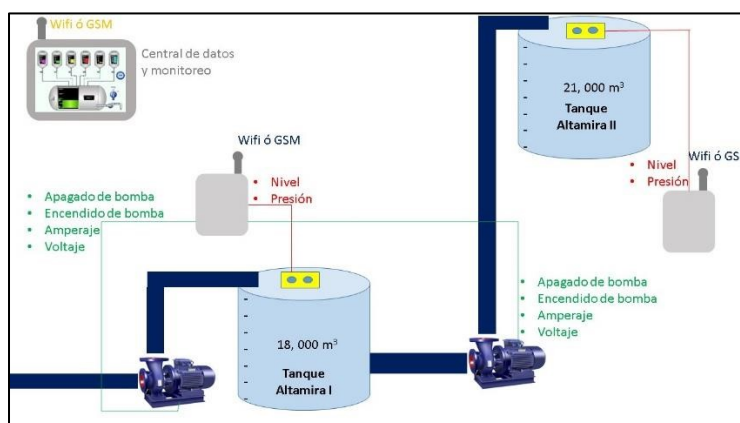 Wifi ó GSM
Central de datos
y monitoreo
21, 000 m³
Tanque
Altamira II
Wifi ó GSM
• Nivel
• Presión
Wifi ó GS
• Nivel
• Presión
• Apagado de bomba
• Encendido de bomba
• Amperaje
• Voltaje
18, 000 m³
Tanque
Altamira I
• Apagado de bomba
• Encendido de bomba
• Amperaje
• Voltaje